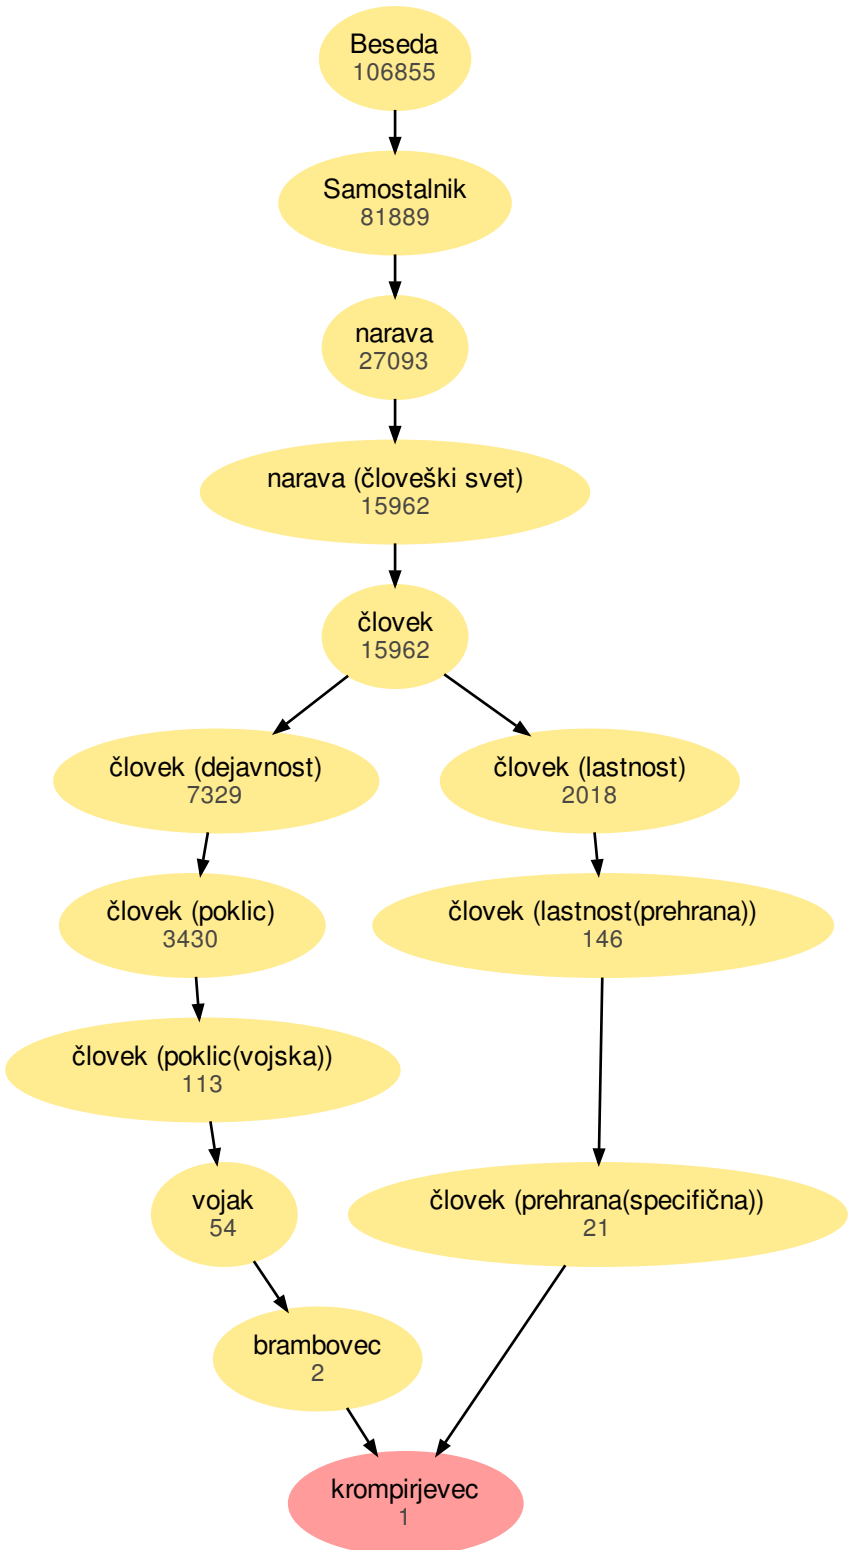 Beseda
106855
Samostalnik
81889
narava
27093
narava (človeški svet)
15962
človek
15962
človek (dejavnost)
7329
človek (lastnost)
2018
človek (poklic)
3430
človek (lastnost(prehrana))
146
človek (poklic(vojska))
113
vojak
54
človek (prehrana(specifična))
21
brambovec
2
krompirjevec
1